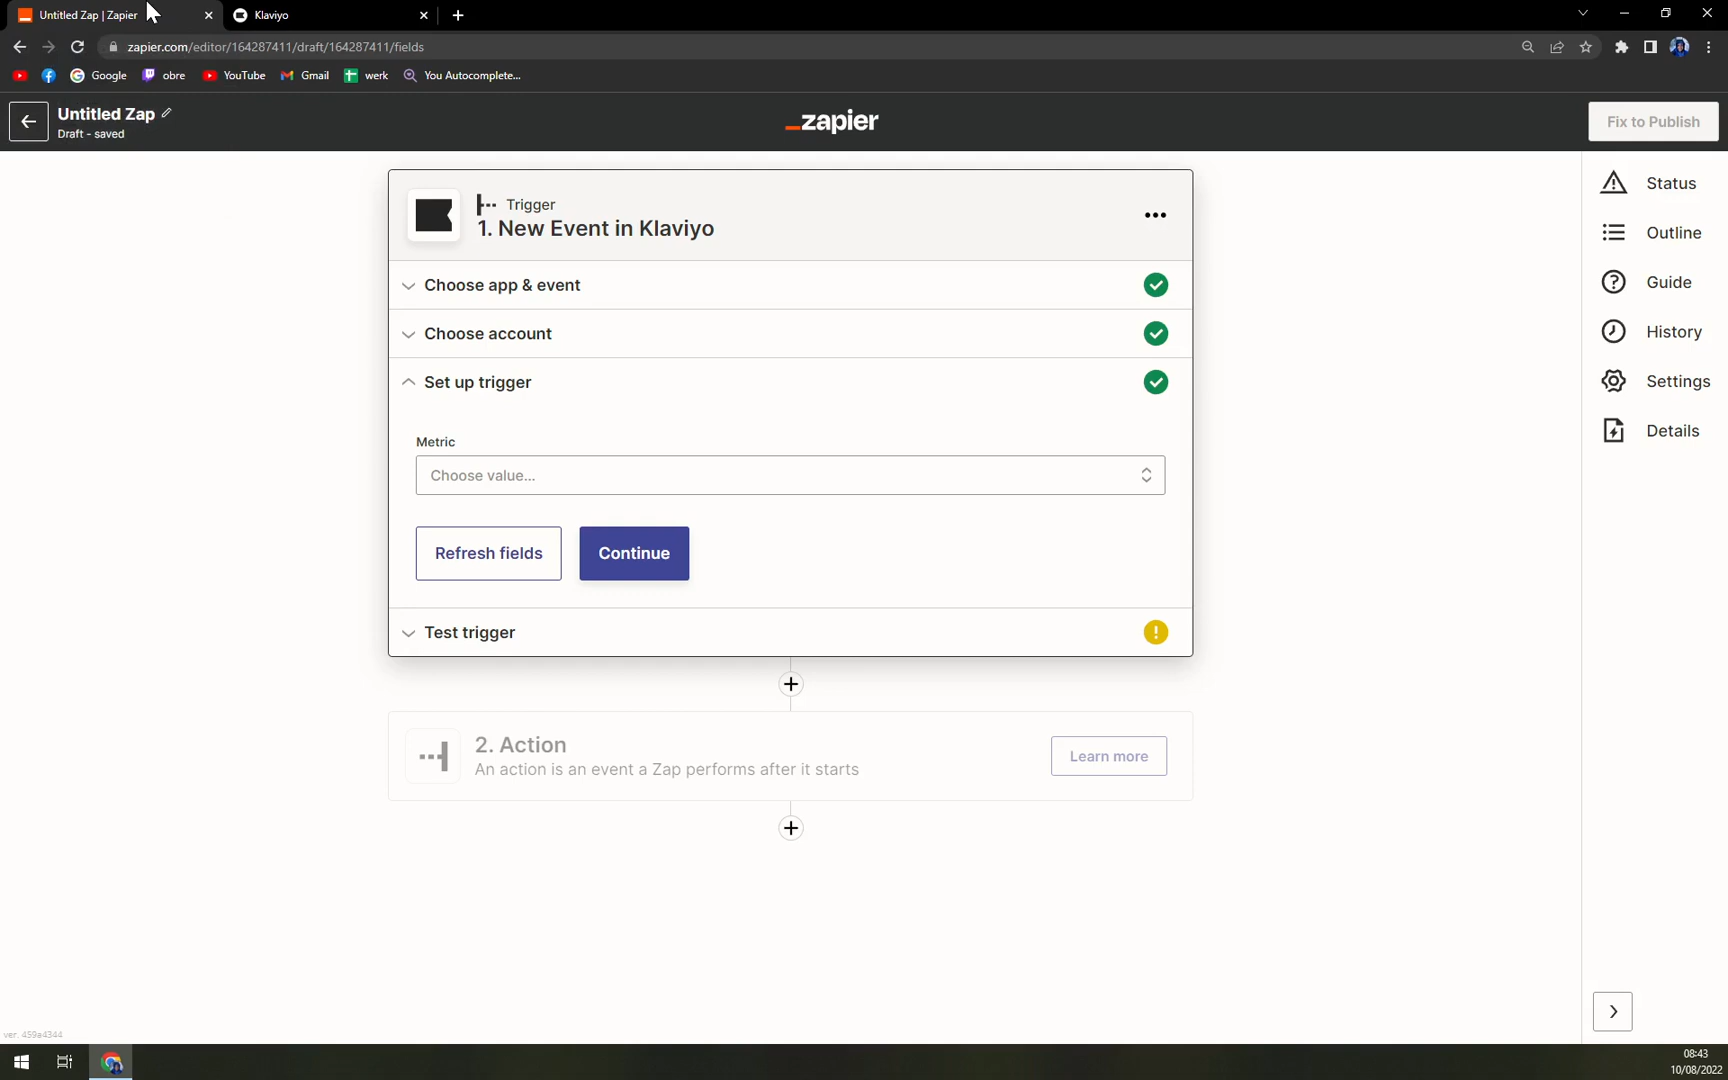 Untitled Zap | Zapier
Klaviyo
zapier.com/editor/164287411/draft/164287411/fields
Google
obre
YouTube
Gmail
werk
You Autocomplete...
Untitled Zap
Draft - saved
_zapier
Fix to Publish
Trigger
1. New Event in Klaviyo
Choose app & event
Choose account
Set up trigger
Metric
Choose value...
Refresh fields
Continue
Test trigger
2. Action
An action is an event a Zap performs after it starts
Learn more
Status
Outline
Guide
History
Settings
Details
ver. 459a4344
08:43
10/08/2022